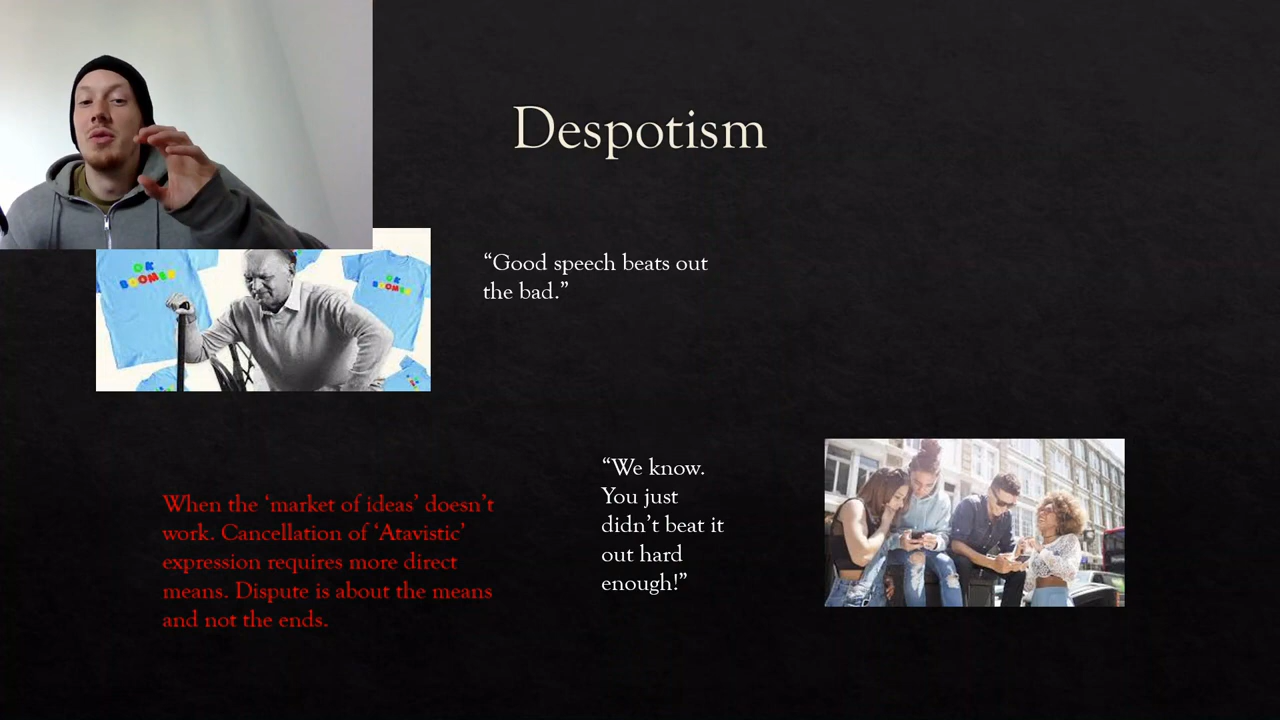 Despotism
OK
BOOMER
OK
BOOMER
“Good speech beats out
the bad.”
“We know.
You just
didn’t beat it
out hard
enough!”
When the ‘market of ideas’ doesn’t
work. Cancellation of ‘Atavistic’
expression requires more direct
means. Dispute is about the means
and not the ends.